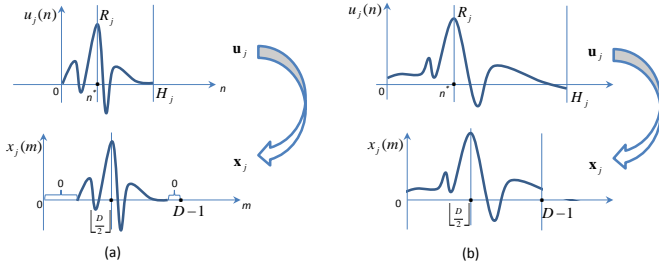 u_j(n)
R_j
0
n*
H_j
n
u_j
x_j(m)
0
0
0
x_j
⌊D/2⌋
D−1
m
(a)
u_j(n)
R_j
0
n*
H_j
u_j
x_j(m)
0
x_j
⌊D/2⌋
D−1
(b)